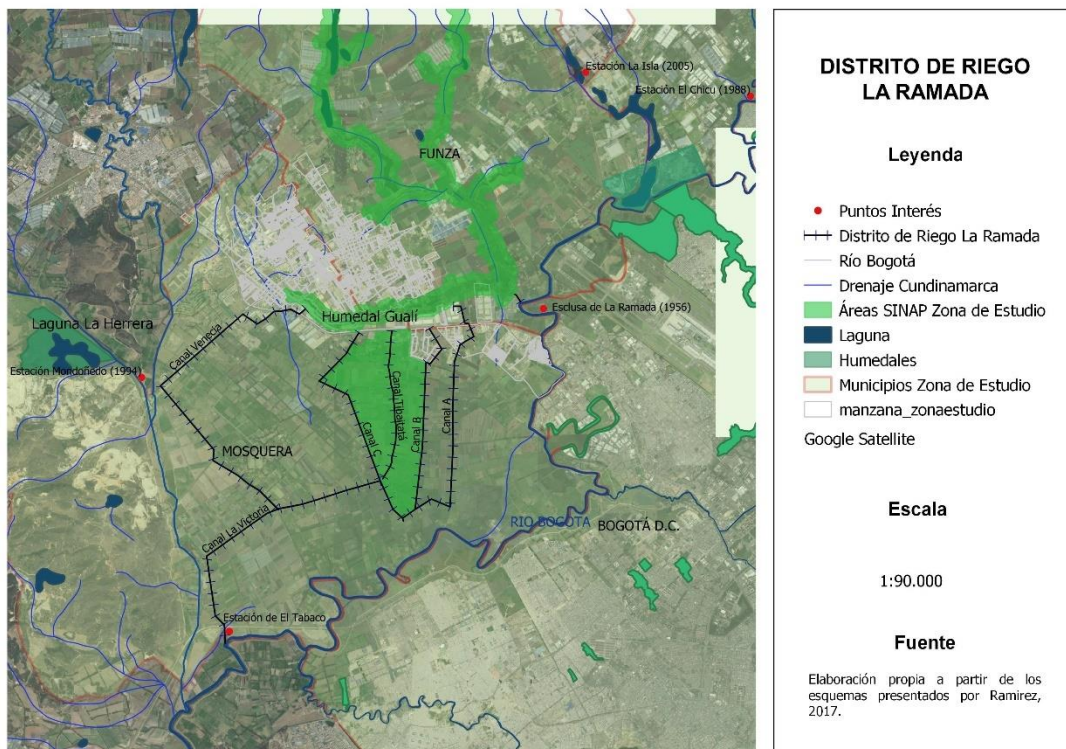 Estación La Isla (2005)
Estación El Chicu (1988)
FUNZA
Esclusa de La Ramada (1956)
Humedal Gualí
Laguna La Herrera
Canal Venecia
Estación Mondoñedo (1994)
Canal Tibaitatá
Canal B
Canal A
Canal C
MOSQUERA
Canal La Victoria
RIO BOGOTA
BOGOTÁ D.C.
Estación de El Tabaco
DISTRITO DE RIEGO
LA RAMADA
Leyenda
Puntos Interés
Distrito de Riego La Ramada
Río Bogotá
Drenaje Cundinamarca
Áreas SINAP Zona de Estudio
Laguna
Humedales
Municipios Zona de Estudio
manzana_zonaestudio
Google Satellite
Escala
1:90.000
Fuente
Elaboración propia a partir de los
esquemas presentados por Ramirez,
2017.